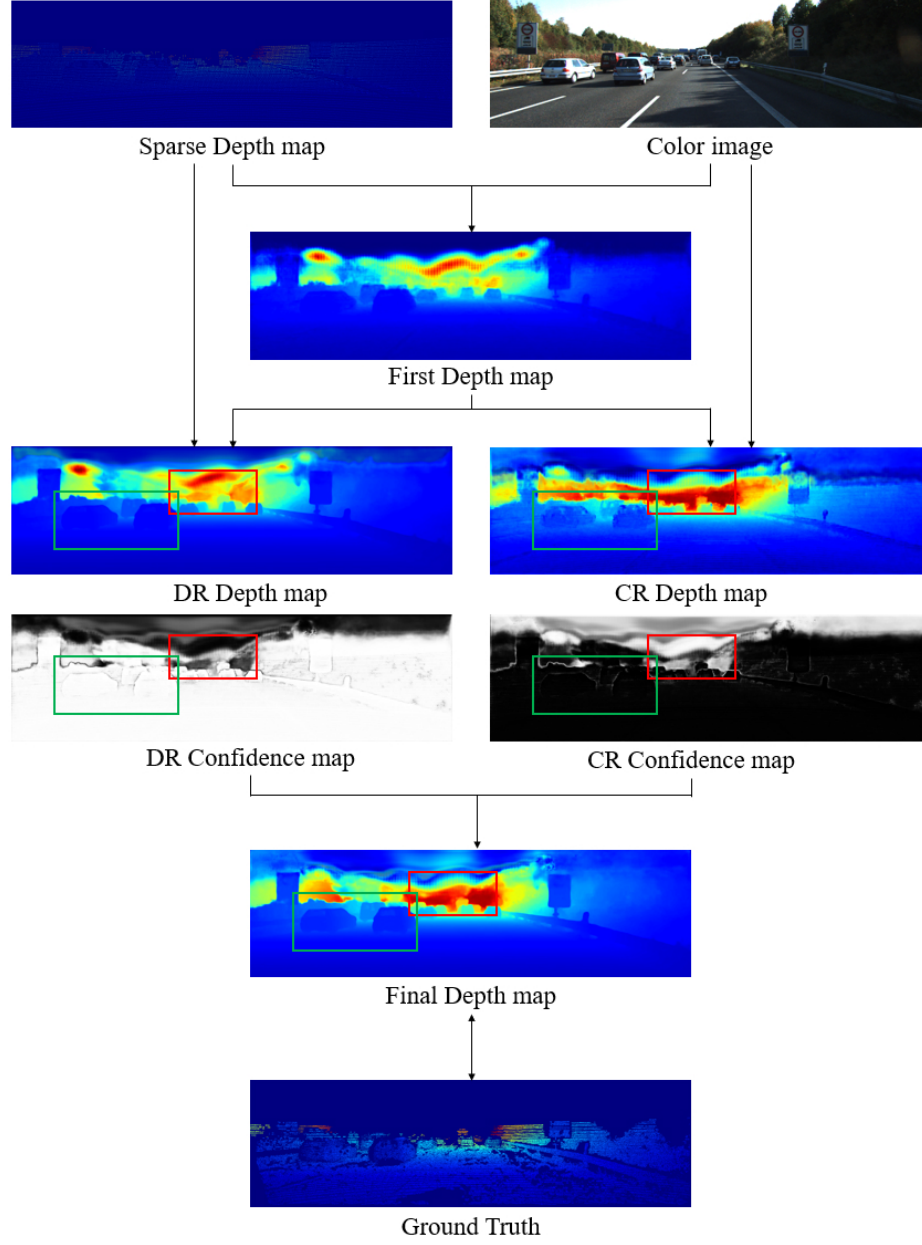 Sparse Depth map
Color image
First Depth map
DR Depth map
CR Depth map
DR Confidence map
CR Confidence map
Final Depth map
Ground Truth